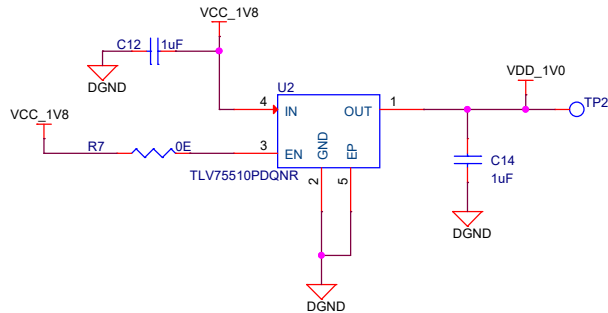 VCC_1V8
C12
1uF
DGND
U2
VDD_1V0
TP2
4
IN
OUT
1
VCC_1V8
R7
0E
3
EN
GND
EP
TLV75510PDQNR
2
5
C14
1uF
DGND
DGND